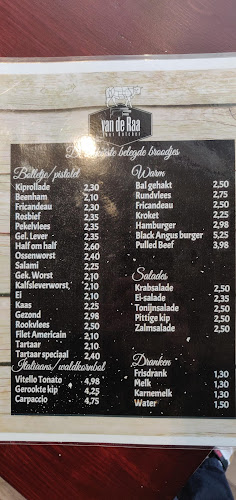 van de Raa
belegde broodjes
Bolletje/pistolet
Kiprollade 2,30
Beenham 2,10
Fricandeau 2,30
Rosbief 2,35
Pekelvlees 2,35
Gel. Lever 2,35
Half om half 2,60
Ossenworst 2,40
Salami 2,25
Gek. Worst 2,10
Kalfsleverworst 2,10
Ei 2,10
Kaas 2,25
Gezond 2,98
Rookvlees 2,50
Filet Americain 2,10
Tartaar 2,10
Tartaar speciaal 2,40
Italiaans/waldkornbol
Vitello Tonato 4,98
Gerookte kip 4,25
Carpaccio 4,75
Warm
Bal gehakt 2,50
Rundvlees 2,75
Fricandeau 2,50
Kroket 2,25
Hamburger 2,98
Black Angus burger 5,25
Pulled Beef 3,98
Salades
Krabsalade 2,50
Ei-salade 2,35
Tonijnsalade 2,50
Pittige kip 2,50
Zalmsalade 2,50
Dranken
Frisdrank 1,30
Melk 1,30
Karnemelk 1,30
Water 1,50